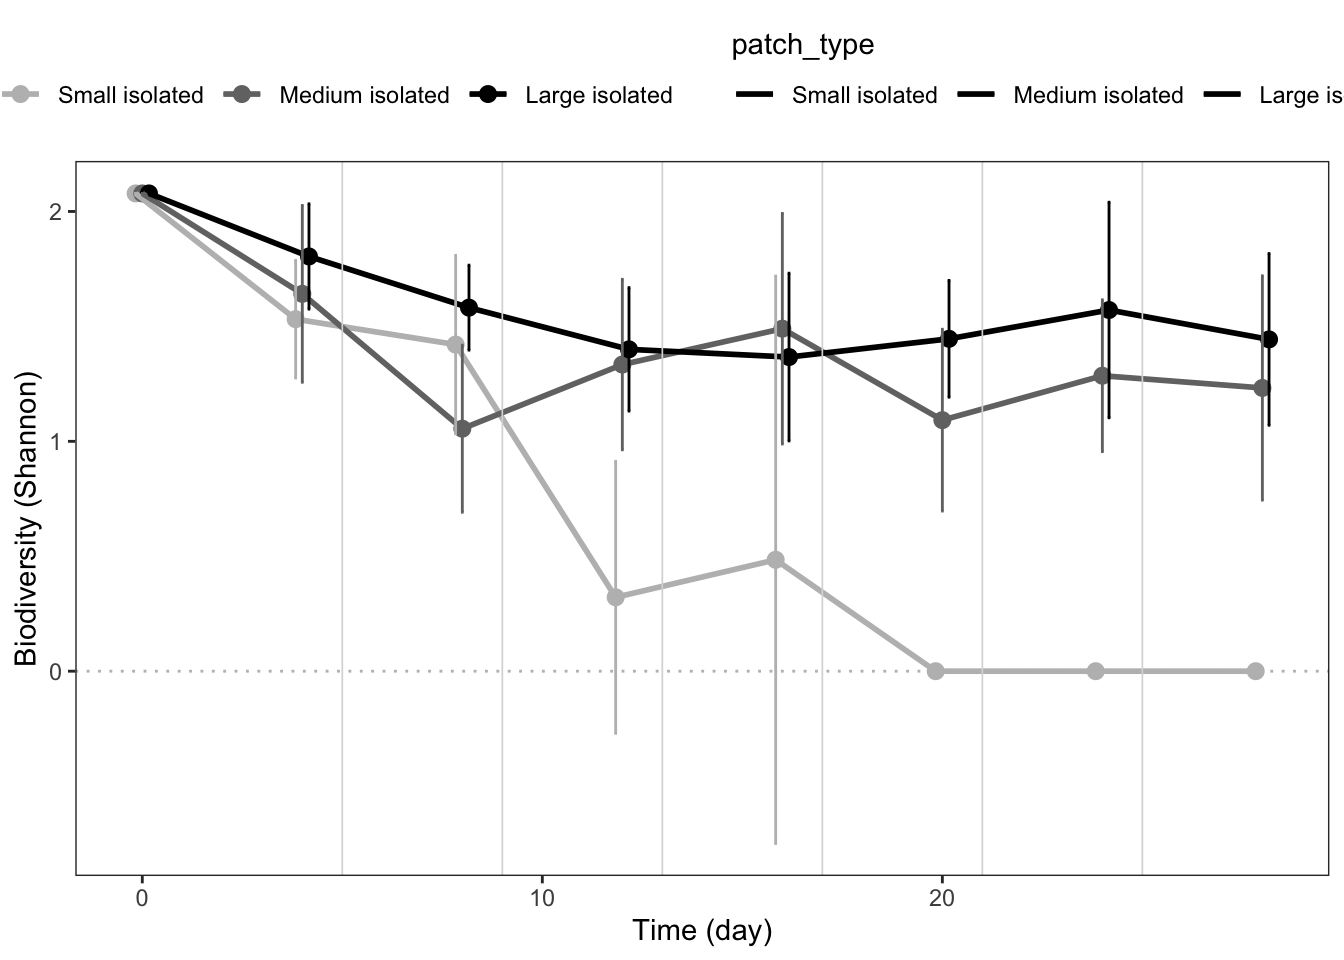 patch_type
Small isolated Medium isolated Large isolated Small isolated Medium isolated Large is
2
1
0
Biodiversity (Shannon)
0 10 20
Time (day)